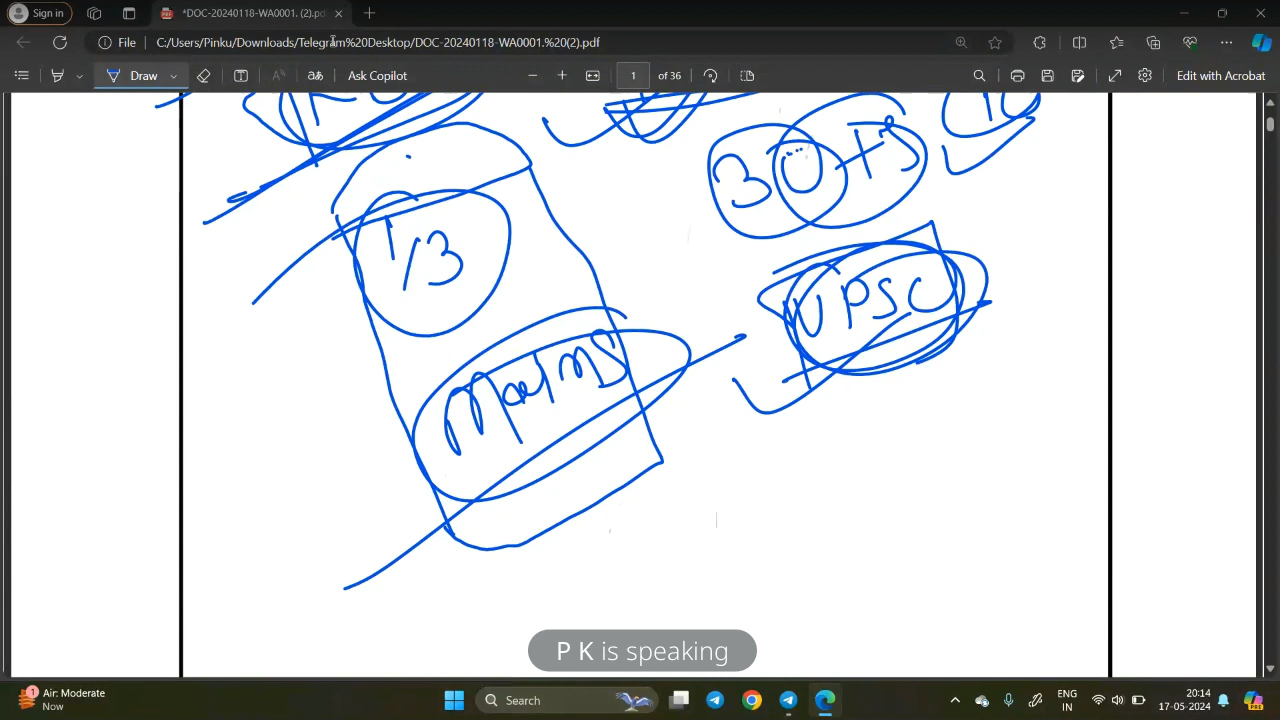 Sign in
*DOC-20240118-WA0001. (2).pdf
File
C:/Users/Pinku/Downloads/Telegram%20Desktop/DOC-20240118-WA0001.%20(2).pdf
Draw
Ask Copilot
1 of 36
Edit with Acrobat
30+5
1/3
UPSC
P K is speaking
1
Air: Moderate
Now
Search
ENG
IN
20:14
17-05-2024